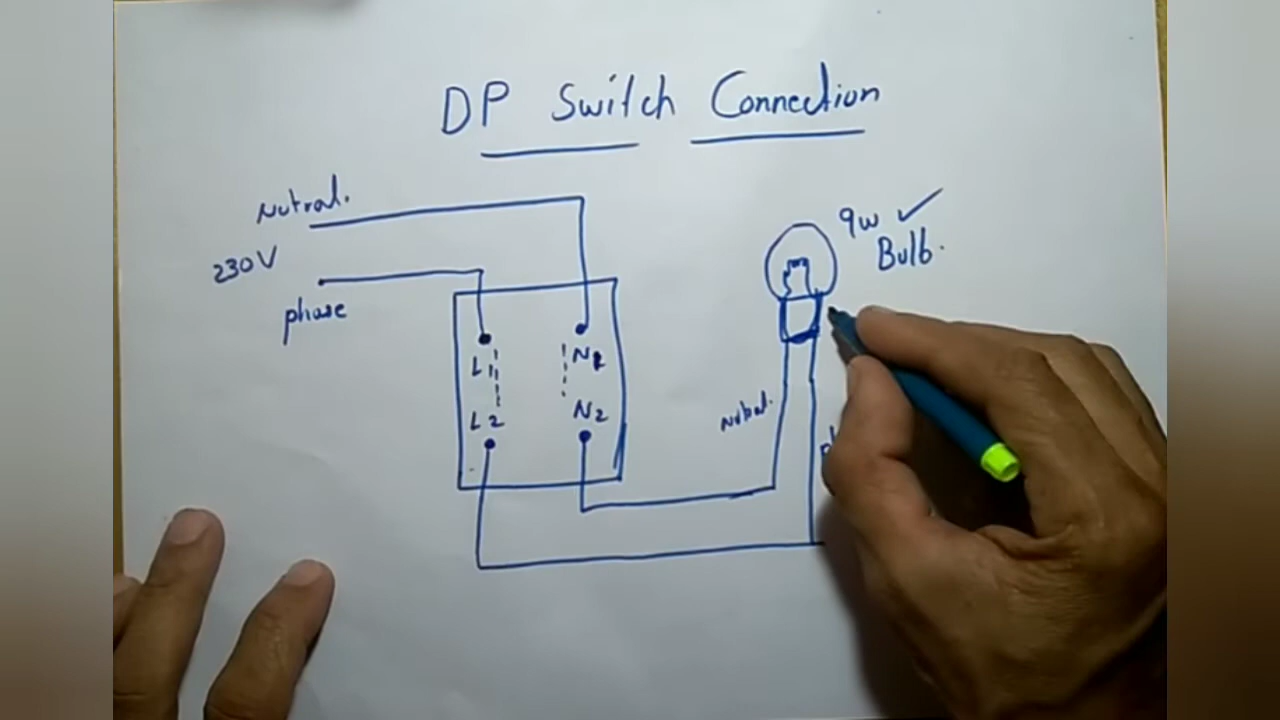 DP Switch Connection
Nutral.
230V
phase
9w
Bulb.
L1
N1
L2
N2
Nutral.